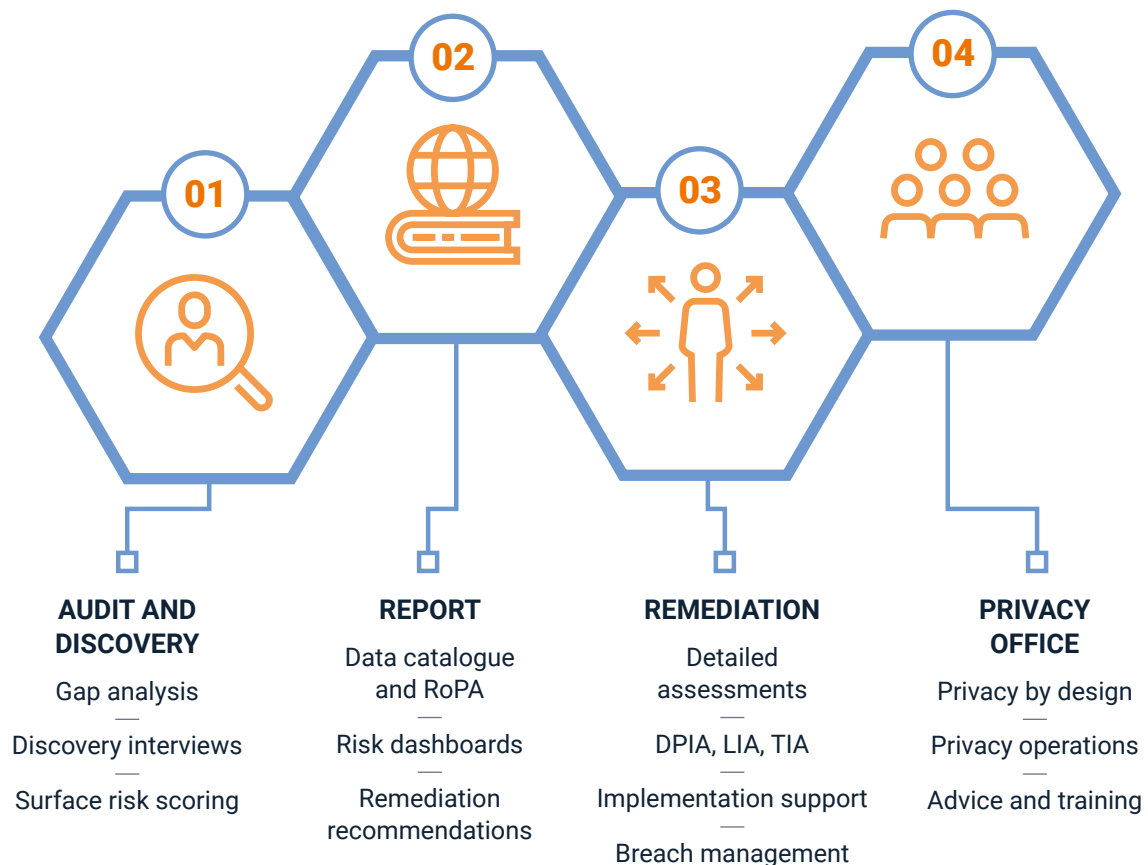 01
02
03
04
AUDIT AND
DISCOVERY
Gap analysis
Discovery interviews
Surface risk scoring
REPORT
Data catalogue
and RoPA
Risk dashboards
Remediation
recommendations
REMEDIATION
Detailed
assessments
DPIA, LIA, TIA
Implementation support
Breach management
PRIVACY
OFFICE
Privacy by design
Privacy operations
Advice and training